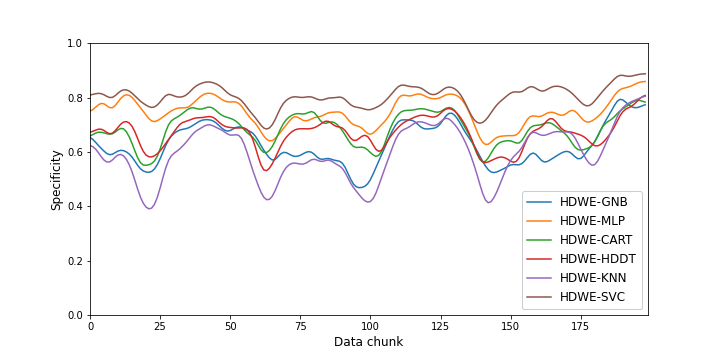 1.0
0.8
0.6
0.4
0.2
0.0
Specificity
0
25
50
75
100
125
150
175
Data chunk
HDWE-GNB
HDWE-MLP
HDWE-CART
HDWE-HDDT
HDWE-KNN
HDWE-SVC